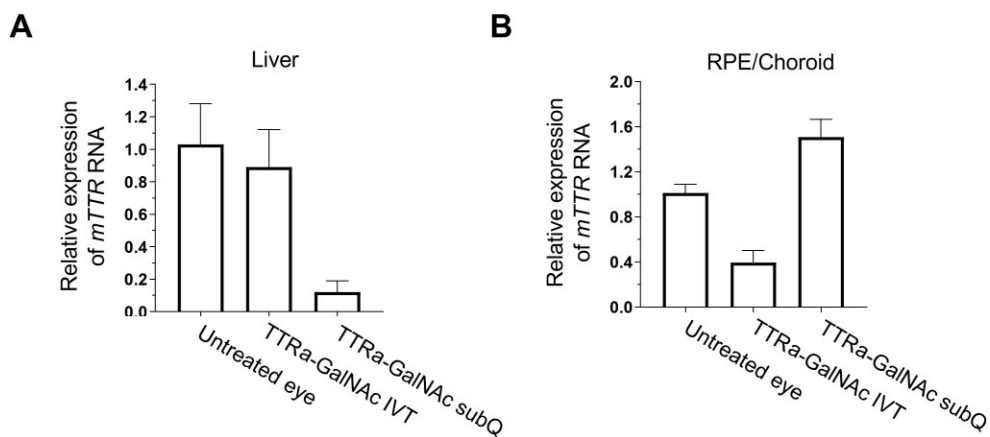 A
Liver
Relative expression
of mTTR RNA
1.4
1.2
1.0
0.8
0.6
0.4
0.2
0.0
Untreated eye
TTRa-GalNAc IVT
TTRa-GalNAc subQ
B
RPE/Choroid
Relative expression
of mTTR RNA
2.0
1.6
1.2
0.8
0.4
0.0
Untreated eye
TTRa-GalNAc IVT
TTRa-GalNAc subQ